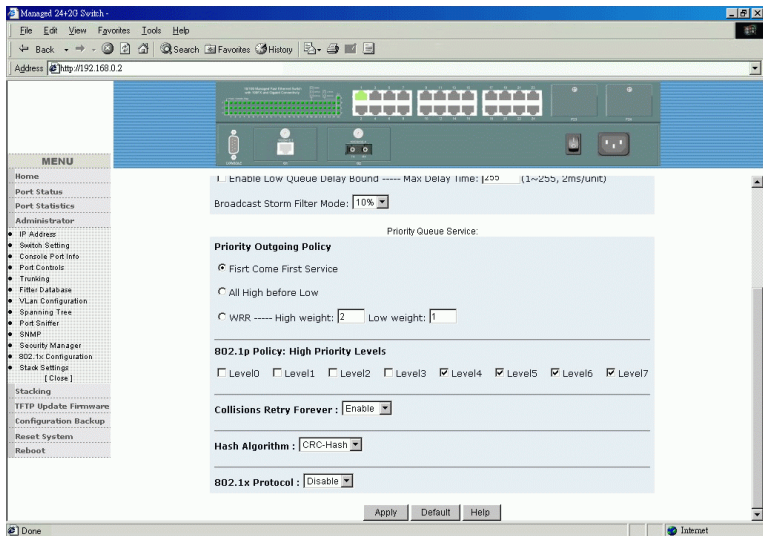 Managed 24+2G Switch -
File Edit View Favorites Tools Help
Back Search Favorites History
Address http://192.168.0.2
MENU
Home
Port Status
Port Statistics
Administrator
IP Address
Switch Setting
Console Port Info
Port Controls
Trunking
Filter Database
VLan Configuration
Spanning Tree
Port Sniffer
SNMP
Security Manager
802.1x Configuration
Stack Settings
[ Close ]
Stacking
TFTP Update Firmware
Configuration Backup
Reset System
Reboot
Enable Low Queue Delay Bound ----- Max Delay Time: 255 (1~255, 2ms/unit)
Broadcast Storm Filter Mode: 10%
Priority Queue Service:
Priority Outgoing Policy
Fisrt Come First Service
All High before Low
WRR ----- High weight: 2 Low weight: 1
802.1p Policy: High Priority Levels
Level0 Level1 Level2 Level3 Level4 Level5 Level6 Level7
Collisions Retry Forever : Enable
Hash Algorithm : CRC-Hash
802.1x Protocol : Disable
Apply Default Help
Done Internet